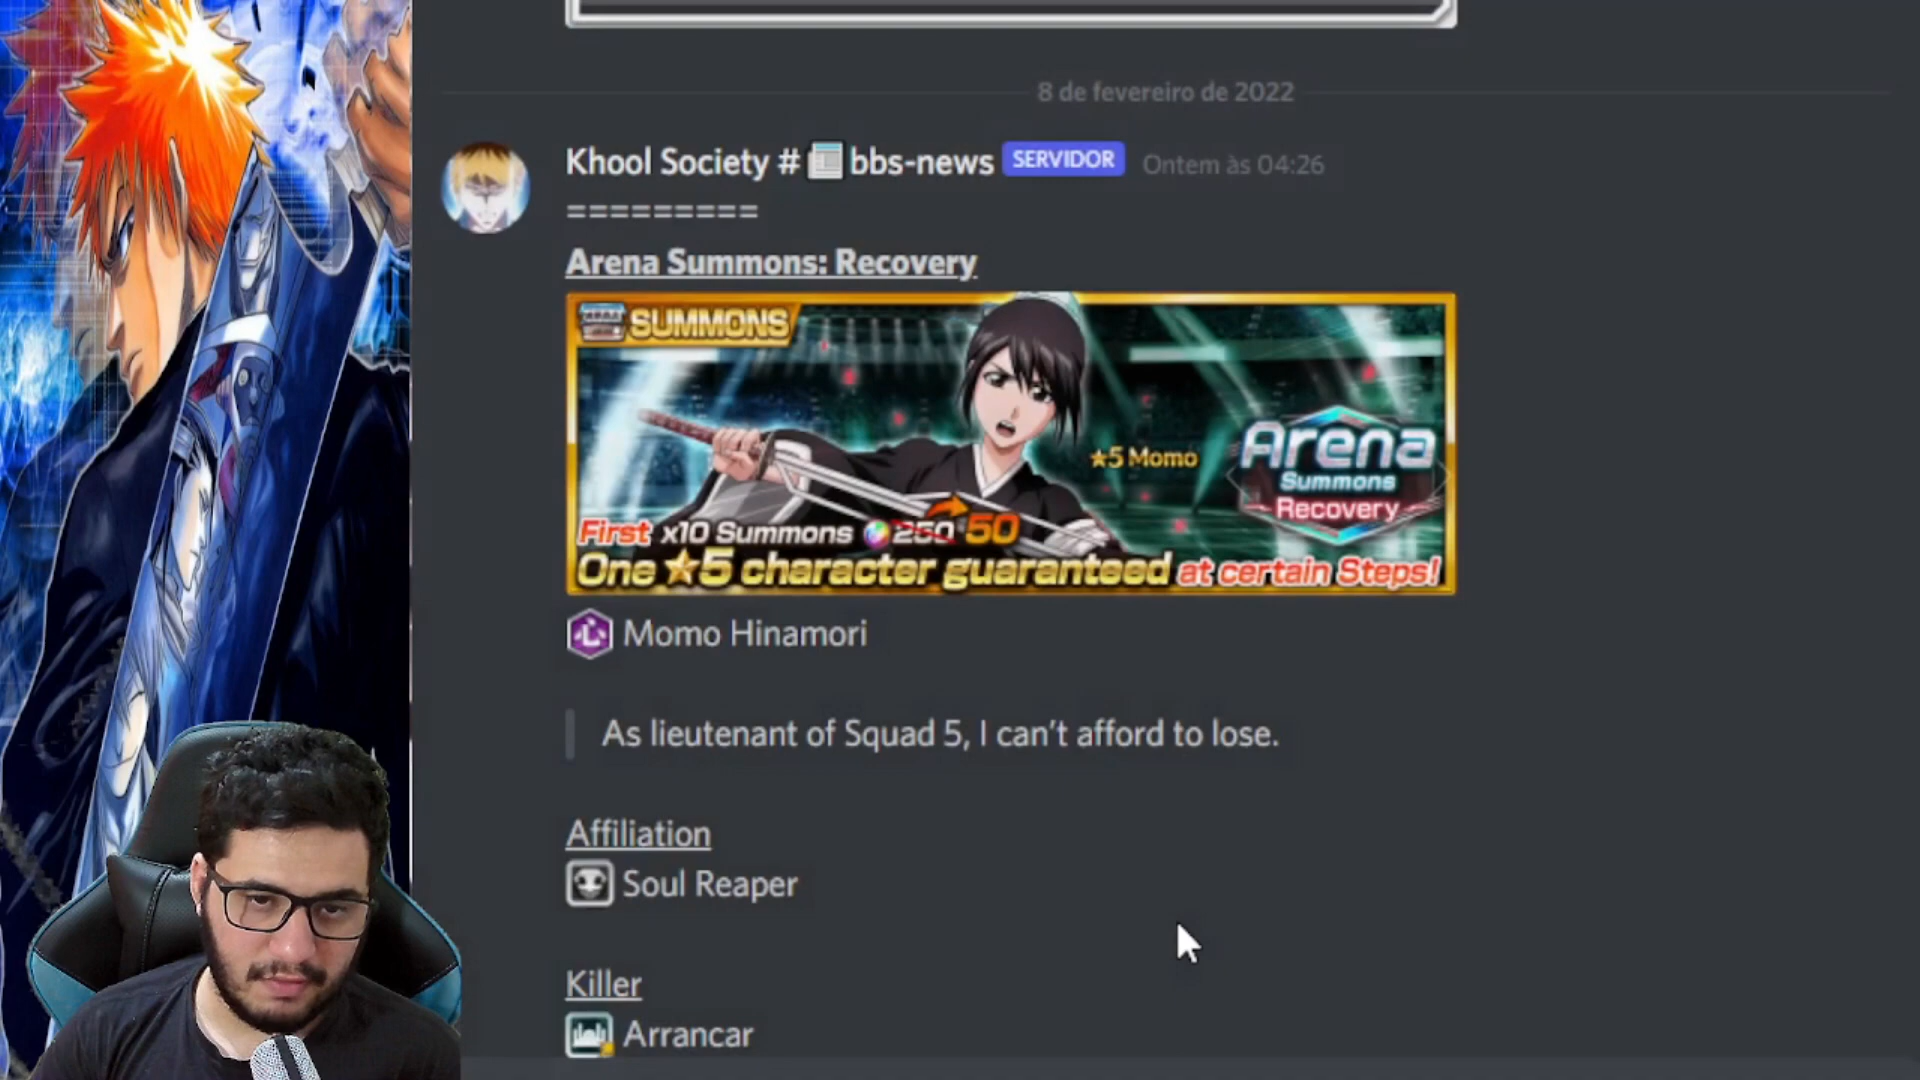 8 de fevereiro de 2022
Khool Society # bbs-news SERVIDOR Ontem às 04:26
=========
Arena Summons: Recovery
SUMMONS
★5 Momo
Arena
Summons
Recovery
First x10 Summons 250 50
One ★5 character guaranteed at certain Steps!
Momo Hinamori
As lieutenant of Squad 5, I can't afford to lose.
Affiliation
Soul Reaper
Killer
Arrancar